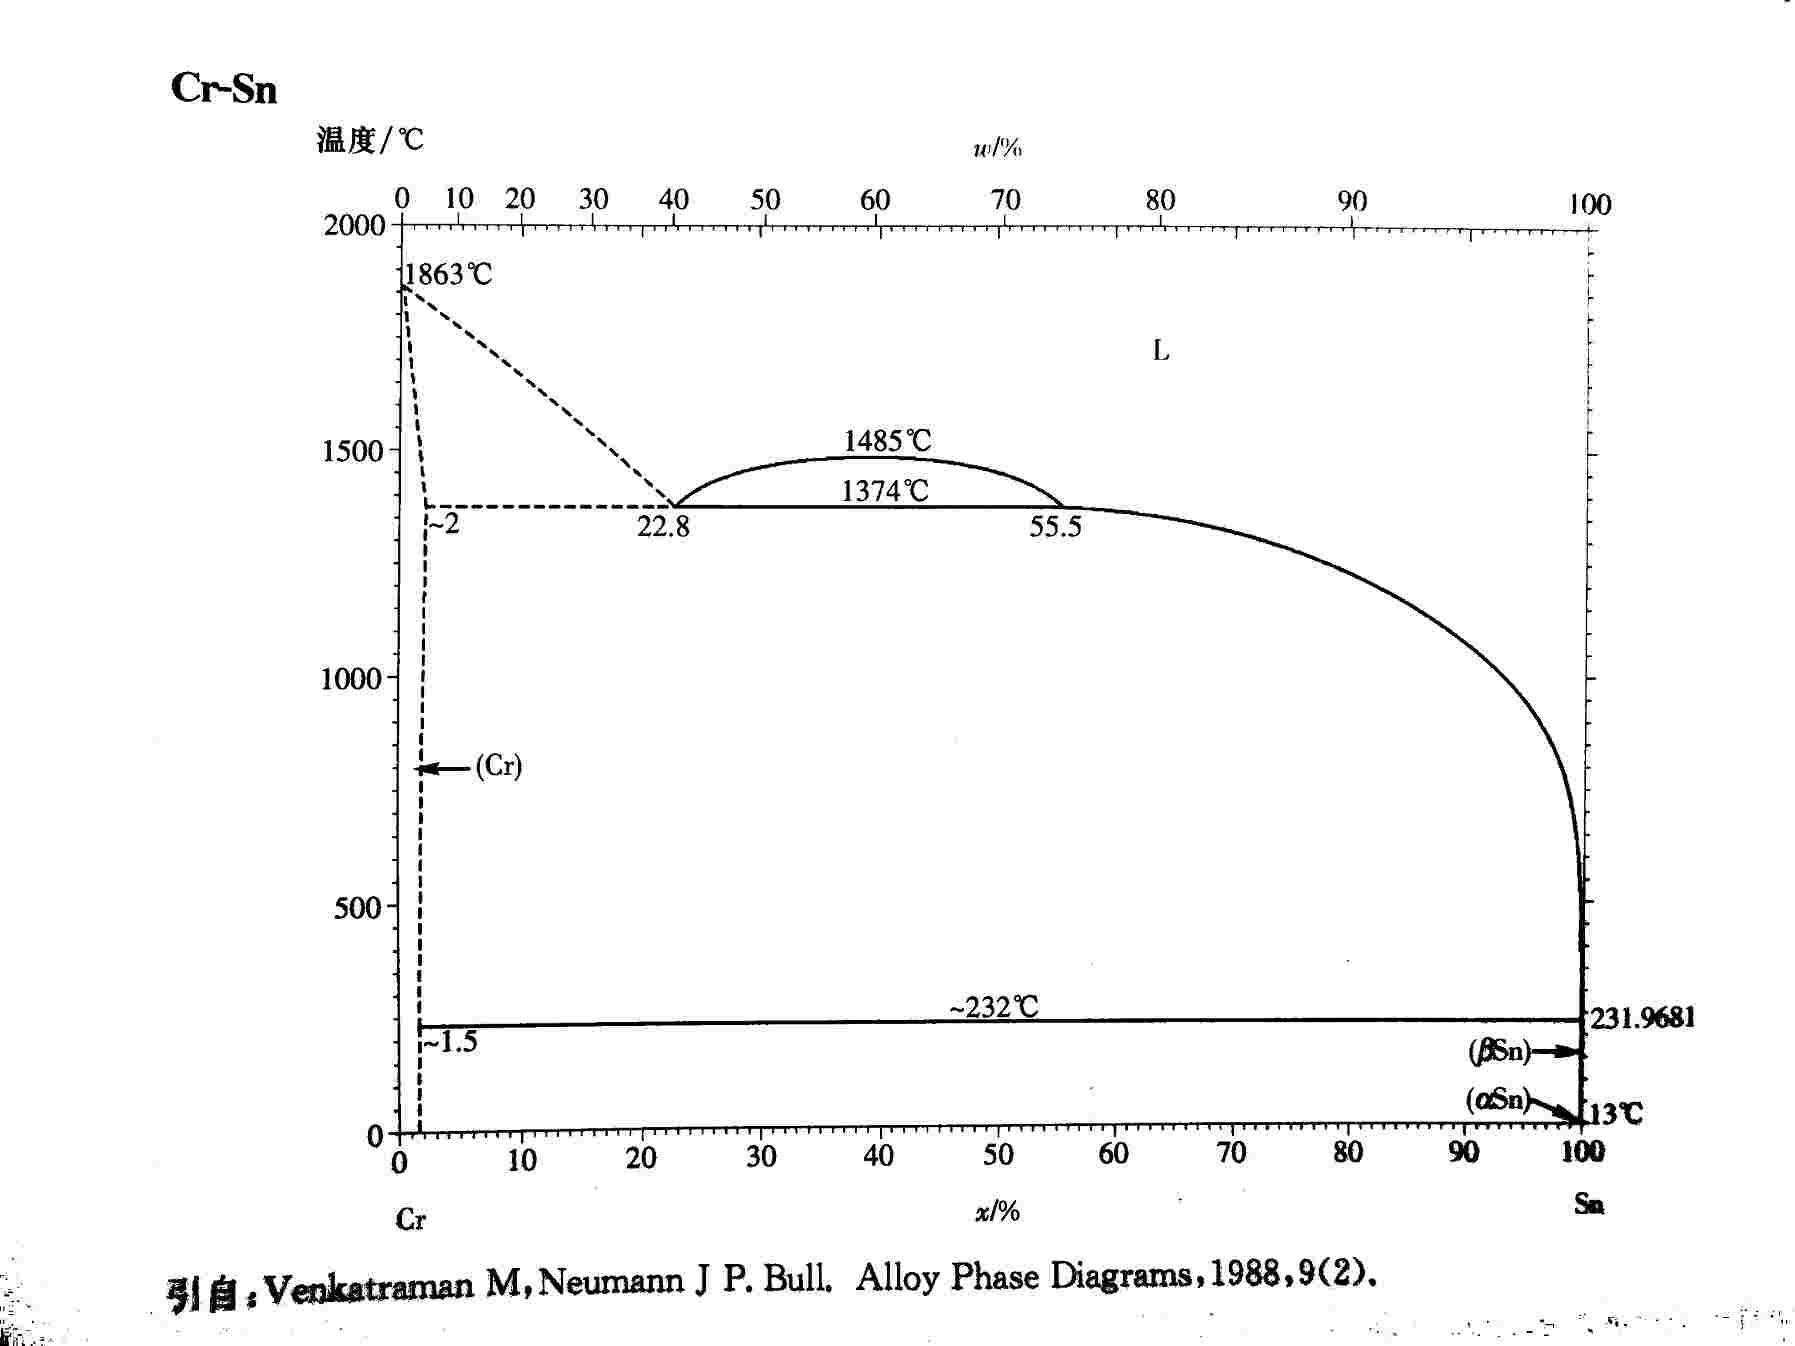 Cr-Sn
温度/℃
w/%
0 10 20 30 40 50 60 70 80 90 100
2000
1863℃
L
1500
1485℃
1374℃
~2
22.8
55.5
1000
(Cr)
500
~232℃
231.9681
~1.5
(βSn)
(αSn)
13℃
0
0 10 20 30 40 50 60 70 80 90 100
Cr
x/%
Sn
引自:Venkatraman M,Neumann J P. Bull. Alloy Phase Diagrams,1988,9(2).